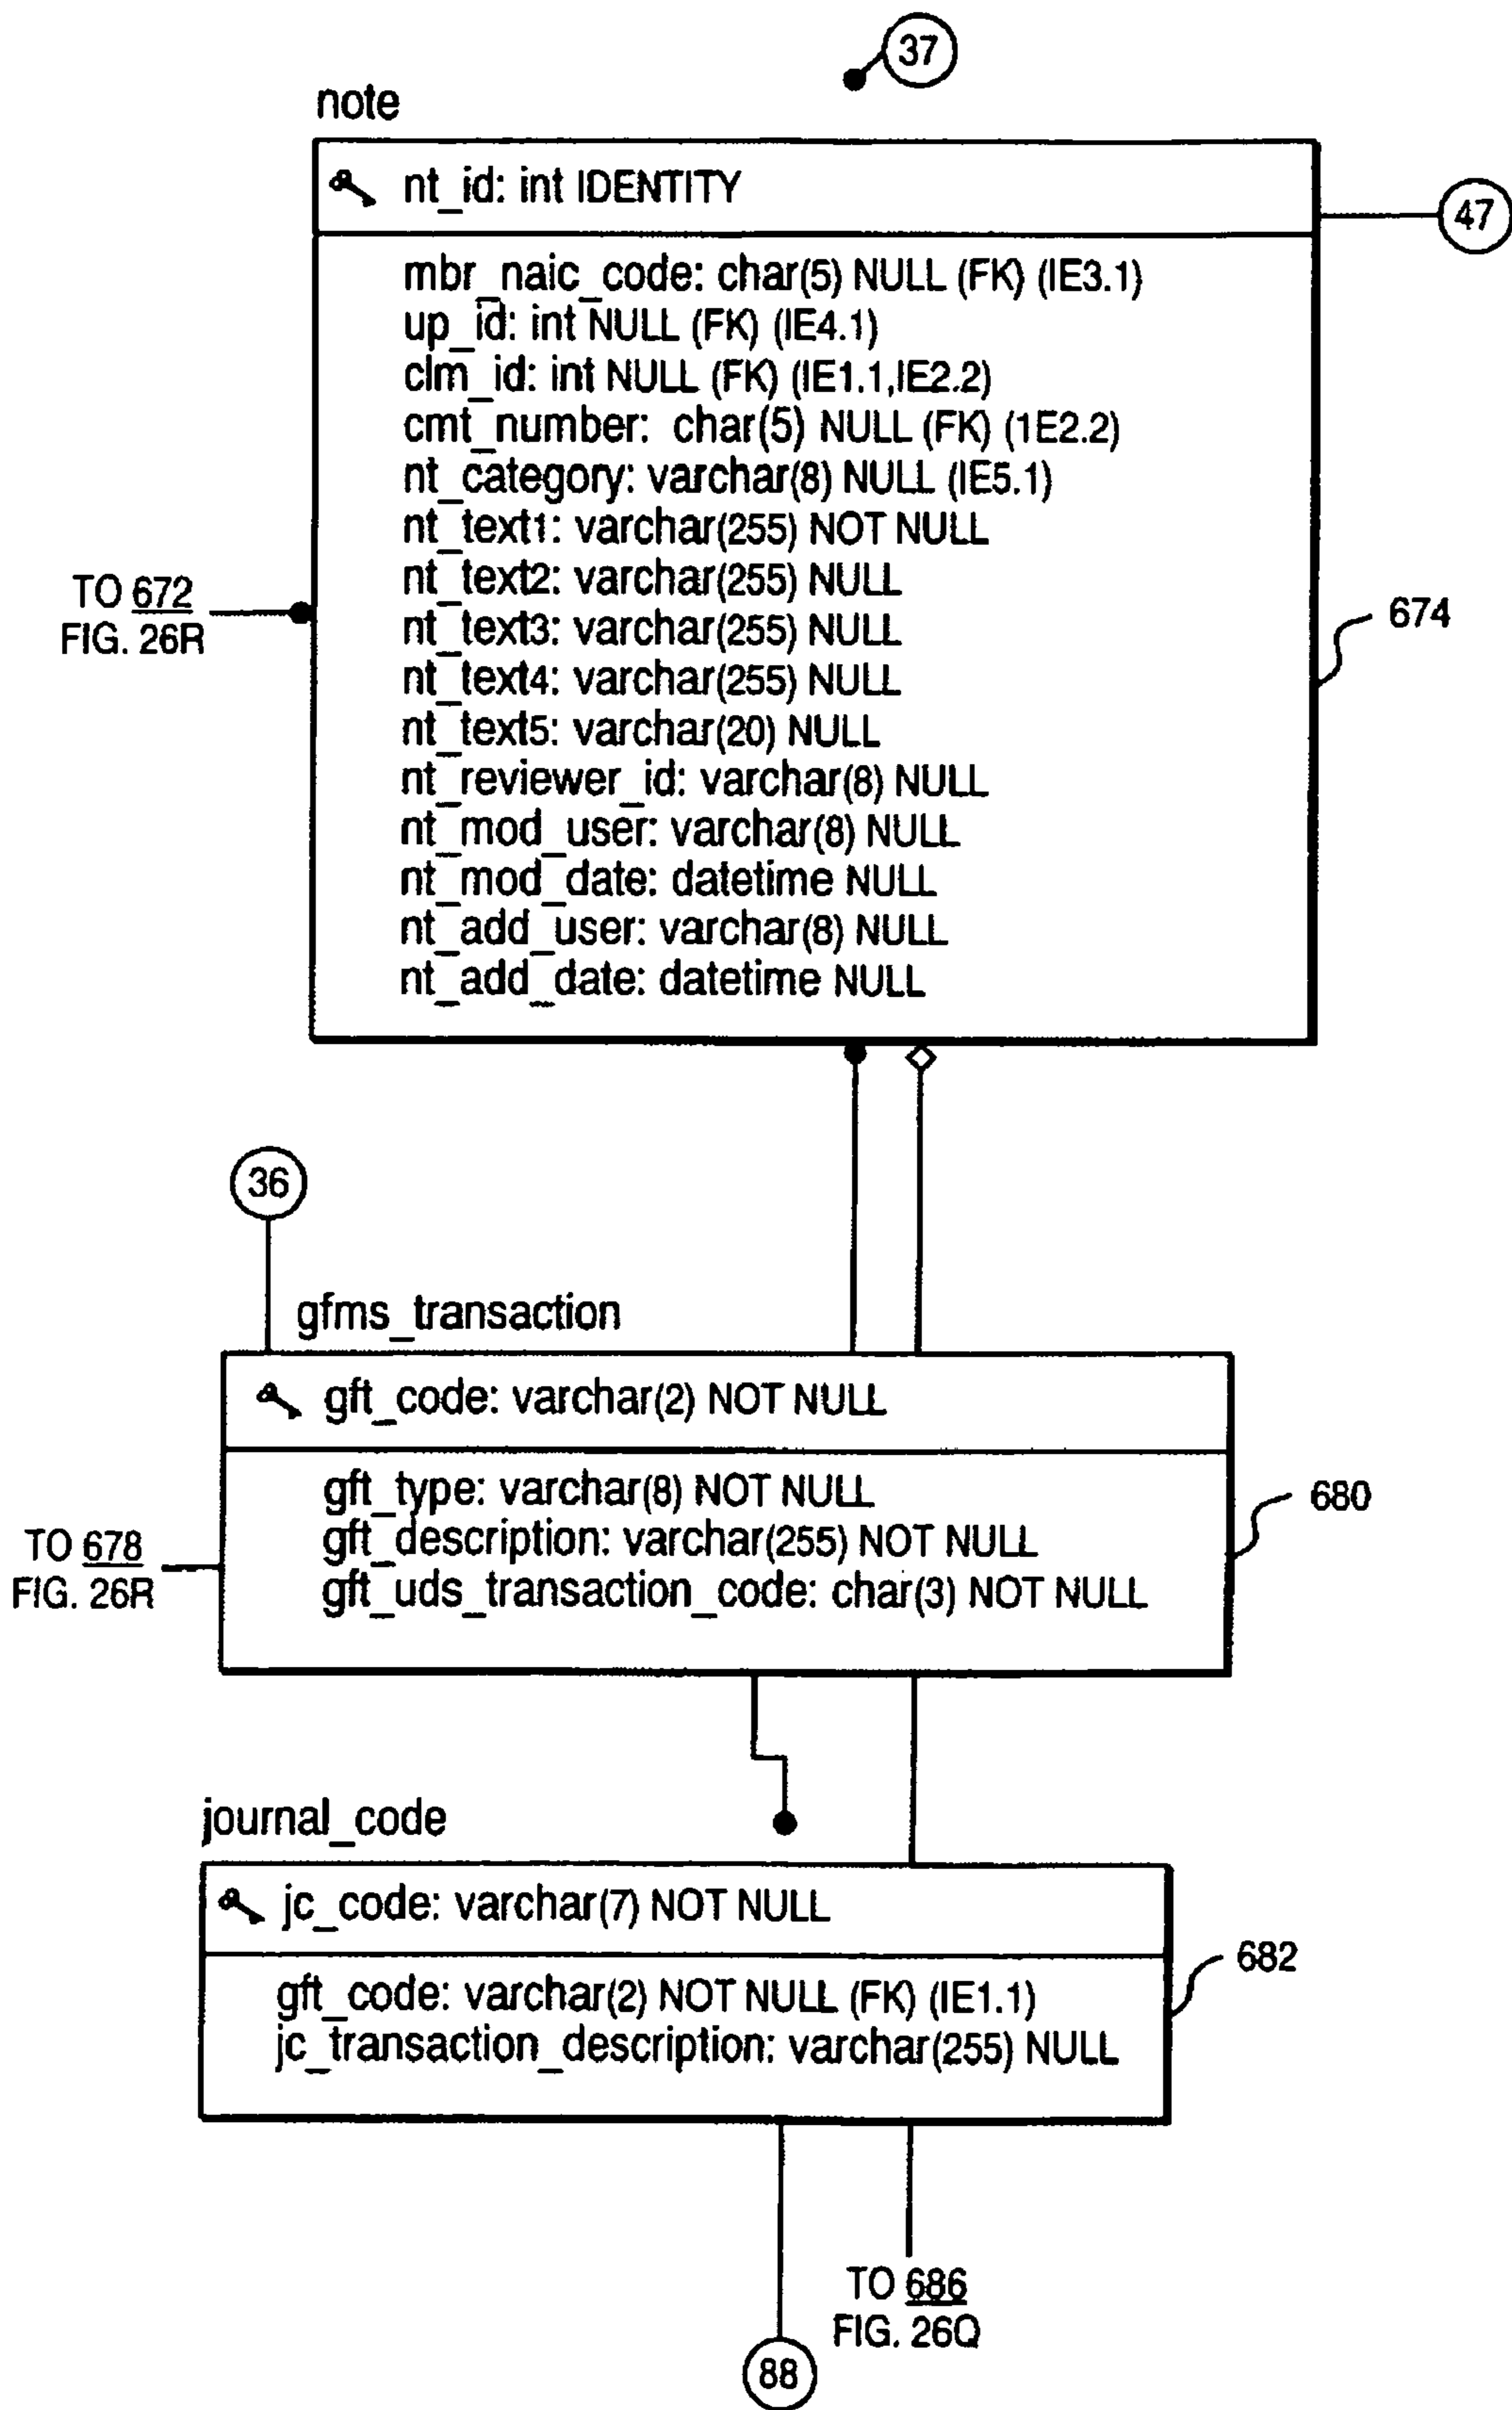 37
note
nt_id: int IDENTITY
47
mbr_naic_code: char(5) NULL (FK) (IE3.1)
up_id: int NULL (FK) (IE4.1)
clm_id: int NULL (FK) (IE1.1,IE2.2)
cmt_number: char(5) NULL (FK) (1E2.2)
nt_category: varchar(8) NULL (IE5.1)
nt_text1: varchar(255) NOT NULL
nt_text2: varchar(255) NULL
nt_text3: varchar(255) NULL
nt_text4: varchar(255) NULL
nt_text5: varchar(20) NULL
nt_reviewer_id: varchar(8) NULL
nt_mod_user: varchar(8) NULL
nt_mod_date: datetime NULL
nt_add_user: varchar(8) NULL
nt_add_date: datetime NULL
TO 672
FIG. 26R
674
36
gfms_transaction
gft_code: varchar(2) NOT NULL
gft_type: varchar(8) NOT NULL
gft_description: varchar(255) NOT NULL
gft_uds_transaction_code: char(3) NOT NULL
TO 678
FIG. 26R
680
journal_code
jc_code: varchar(7) NOT NULL
gft_code: varchar(2) NOT NULL (FK) (IE1.1)
jc_transaction_description: varchar(255) NULL
682
TO 686
FIG. 26Q
88